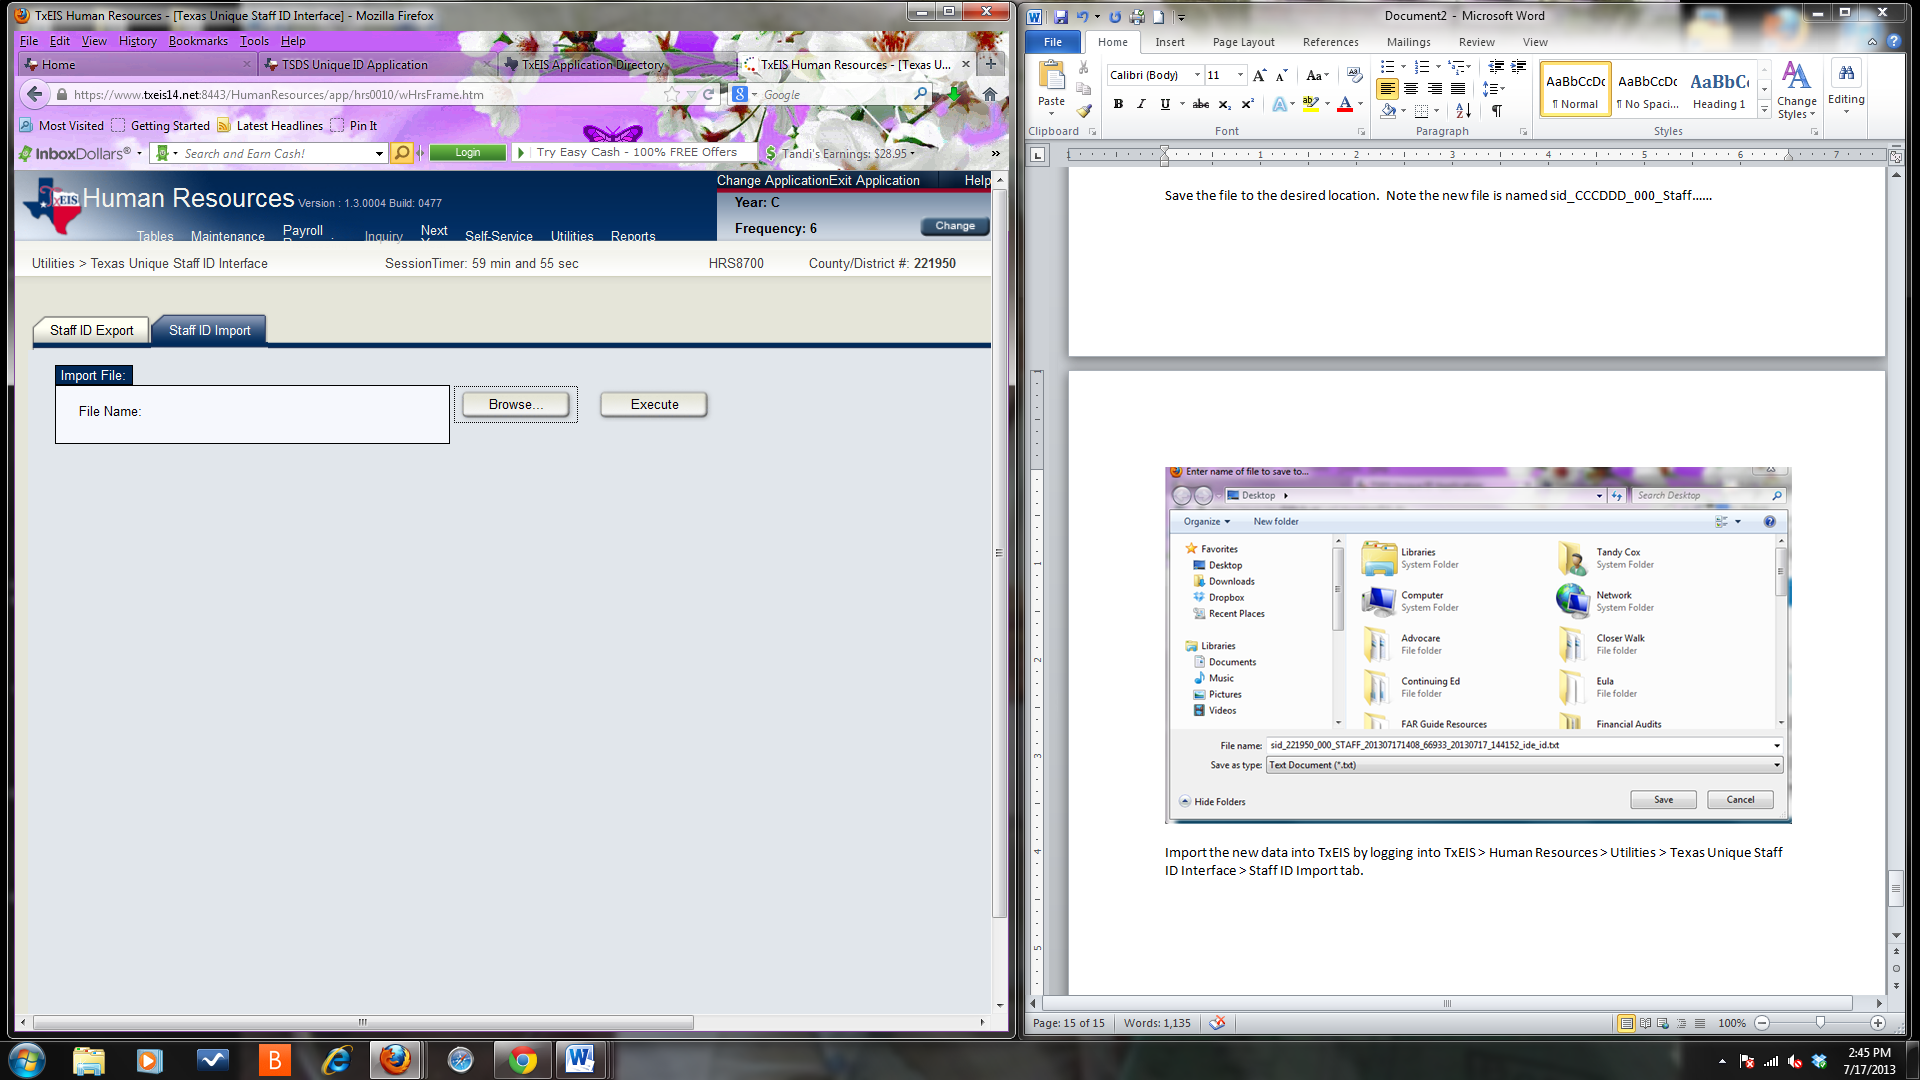 TxEIS Human Resources - [Texas Unique Staff ID Interface] - Mozilla Firefox
File Edit View History Bookmarks Tools Help
Home
TSDS Unique ID Application
TxEIS Application Directory
TxEIS Human Resources - [Texas U...
https://www.txeis14.net:8443/HumanResources/app/hrs0010/wHrsFrame.htm
Google
Most Visited Getting Started Latest Headlines Pin It
InboxDollars® Search and Earn Cash! Login Try Easy Cash - 100% FREE Offers Tandi's Earnings: $28.95 »
TxEIS
Human Resources Version : 1.3.0004 Build: 0477
Change Application Exit Application Help
Year: C
Frequency: 6
Change
Tables Maintenance Payroll Inquiry Next Self-Service Utilities Reports
Utilities > Texas Unique Staff ID Interface SessionTimer: 59 min and 55 sec HRS8700 County/District #: 221950
Staff ID Export Staff ID Import
Import File:
File Name:
Browse... Execute
Document2 - Microsoft Word
File Home Insert Page Layout References Mailings Review View
Paste
Calibri (Body) 11
AaBbCcDc AaBbCcDc AaBbC
¶ Normal ¶ No Spaci... Heading 1
Change Styles
Editing
Clipboard Font Paragraph Styles
Save the file to the desired location. Note the new file is named sid_CCCDDD_000_Staff......
Enter name of file to save to...
Desktop
Search Desktop
Organize New folder
Favorites
Desktop
Downloads
Dropbox
Recent Places
Libraries
Documents
Music
Pictures
Videos
Libraries
System Folder
Tandy Cox
System Folder
Computer
System Folder
Network
System Folder
Advocare
File folder
Closer Walk
File folder
Continuing Ed
File folder
Eula
File folder
FAR Guide Resources
Financial Audits
File name: sid_221950_000_STAFF_201307171408_66933_20130717_144152_ide_id.txt
Save as type: Text Document (*.txt)
Hide Folders
Save Cancel
Import the new data into TxEIS by logging into TxEIS > Human Resources > Utilities > Texas Unique Staff
ID Interface > Staff ID Import tab.
Page: 15 of 15 Words: 1,135
100%
2:45 PM
7/17/2013